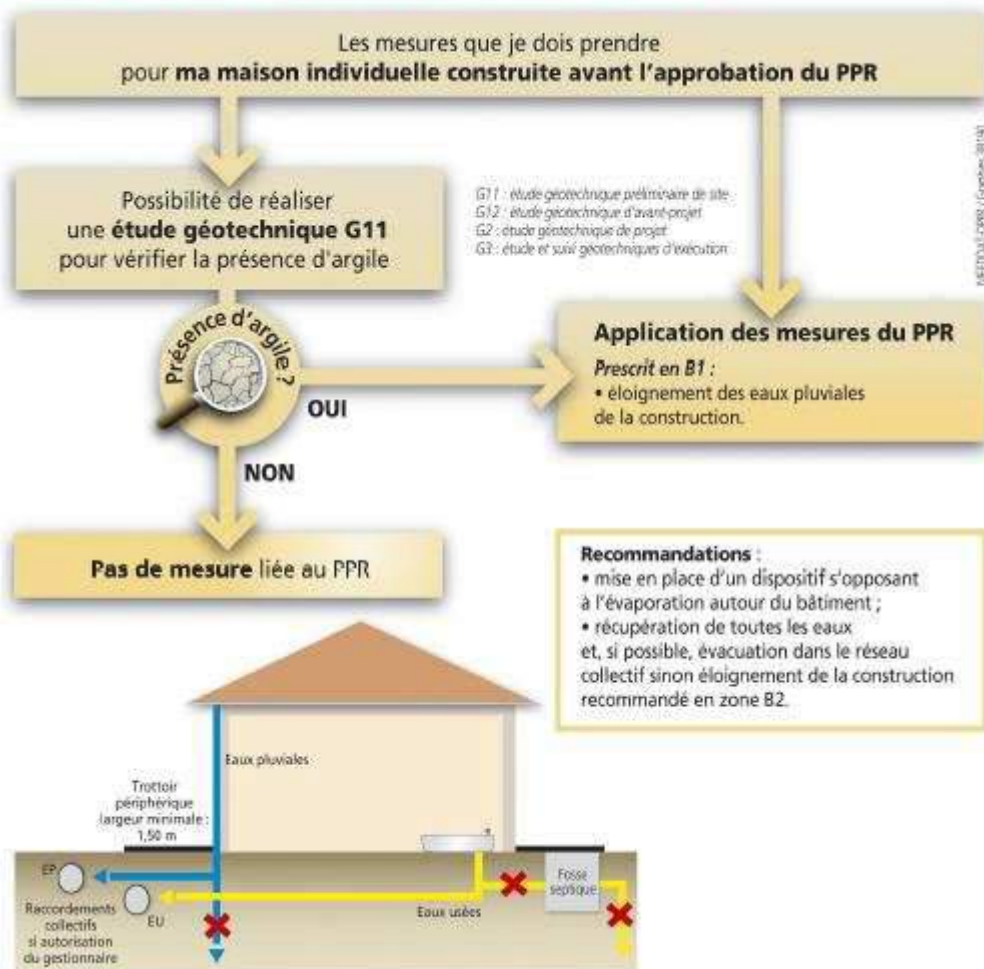 Les mesures que je dois prendre
pour ma maison individuelle construite avant l'approbation du PPR
Possibilité de réaliser
une étude géotechnique G11
pour vérifier la présence d'argile
G11 : étude géotechnique préliminaire de site
G12 : étude géotechnique d'avant-projet
G2 : étude géotechnique de projet
G3 : étude et suivi géotechniques d'exécution
Présence d'argile ?
OUI
NON
Application des mesures du PPR
Prescrit en B1 :
• éloignement des eaux pluviales
de la construction.
Pas de mesure liée au PPR
Recommandations :
• mise en place d'un dispositif s'opposant
à l'évaporation autour du bâtiment ;
• récupération de toutes les eaux
et, si possible, évacuation dans le réseau
collectif sinon éloignement de la construction
recommandé en zone B2.
Eaux pluviales
Trottoir
périphérique
largeur minimale :
1,50 m
EP
EU
Raccordements
collectifs
si autorisation
du gestionnaire
Eaux usées
Fosse
septique